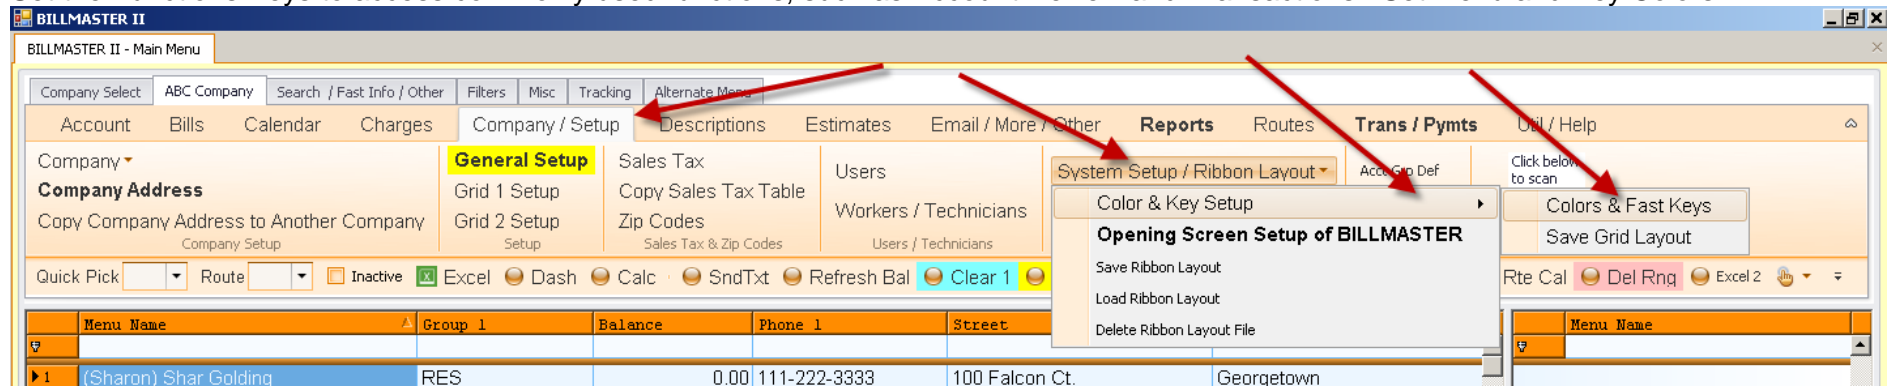 BILLMASTER II
BILLMASTER II - Main Menu
Company Select ABC Company Search / Fast Info / Other Filters Misc Tracking Alternate Menu
Account Bills Calendar Charges Company / Setup Descriptions Estimates Email / More / Other Reports Routes Trans / Pymts Util / Help
Company General Setup Sales Tax Users System Setup / Ribbon Layout Acct Grp Def Click below to scan
Company Address Grid 1 Setup Copy Sales Tax Table Workers / Technicians Color & Key Setup Colors & Fast Keys
Copy Company Address to Another Company Grid 2 Setup Zip Codes Opening Screen Setup of BILLMASTER Save Grid Layout
Company Setup Setup Sales Tax & Zip Codes Users / Technicians
Save Ribbon Layout
Quick Pick Route Inactive Excel Dash Calc SndTxt Refresh Bal Clear 1 Rte Cal Del Rng Excel 2
Load Ribbon Layout
Delete Ribbon Layout File
Menu Name Group 1 Balance Phone 1 Street Menu Name
1 (Sharon) Shar Golding RES 0.00 111-222-3333 100 Falcon Ct. Georgetown